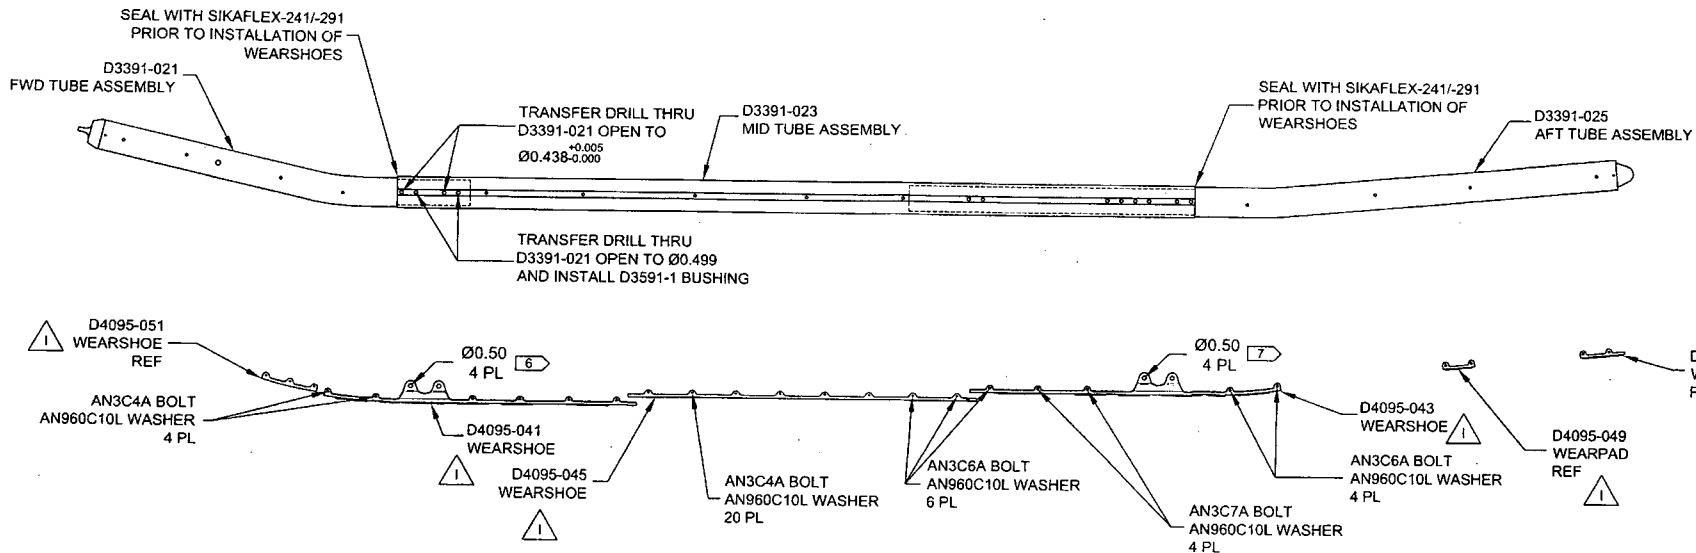 SEAL WITH SIKAFLEX-241/-291
PRIOR TO INSTALLATION OF
WEARSHOES
D3391-021
FWD TUBE ASSEMBLY
TRANSFER DRILL THRU
D3391-021 OPEN TO
Ø0.438+0.005
-0.000
D3391-023
MID TUBE ASSEMBLY
SEAL WITH SIKAFLEX-241/-291
PRIOR TO INSTALLATION OF
WEARSHOES
D3391-025
AFT TUBE ASSEMBLY
TRANSFER DRILL THRU
D3391-021 OPEN TO Ø0.499
AND INSTALL D3591-1 BUSHING
1
D4095-051
WEARSHOE
REF
Ø0.50
4 PL
6
AN3C4A BOLT
AN960C10L WASHER
4 PL
D4095-041
WEARSHOE
1
D4095-045
WEARSHOE
1
AN3C4A BOLT
AN960C10L WASHER
20 PL
AN3C6A BOLT
AN960C10L WASHER
6 PL
Ø0.50
4 PL
7
AN3C7A BOLT
AN960C10L WASHER
4 PL
D4095-043
WEARSHOE
1
AN3C6A BOLT
AN960C10L WASHER
4 PL
D4095-049
WEARPAD
REF
1